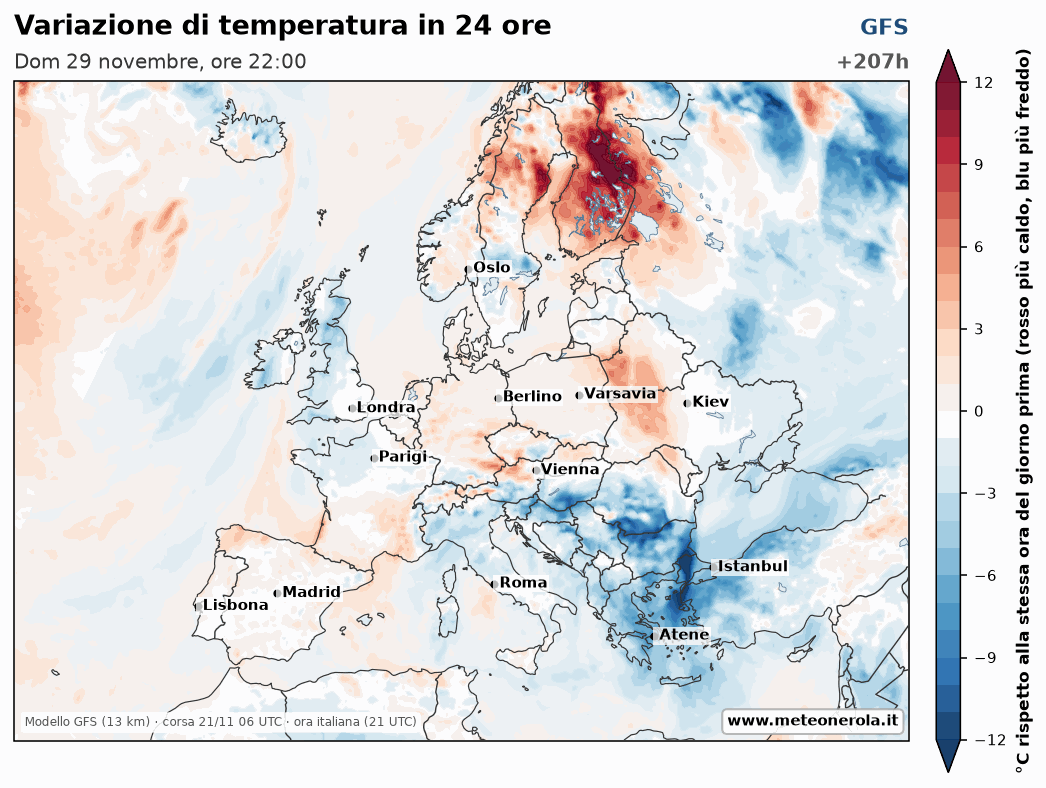 Variazione di temperatura in 24 ore
GFS
Dom 29 novembre, ore 22:00
+207h
Oslo
Londra
Berlino
Varsavia
Kiev
Parigi
Vienna
Istanbul
Madrid
Lisbona
Roma
Atene
Modello GFS (13 km) · corsa 21/11 06 UTC · ora italiana (21 UTC)
www.meteonerola.it
12
9
6
3
0
−3
−6
−9
−12
°C rispetto alla stessa ora del giorno prima (rosso più caldo, blu più freddo)